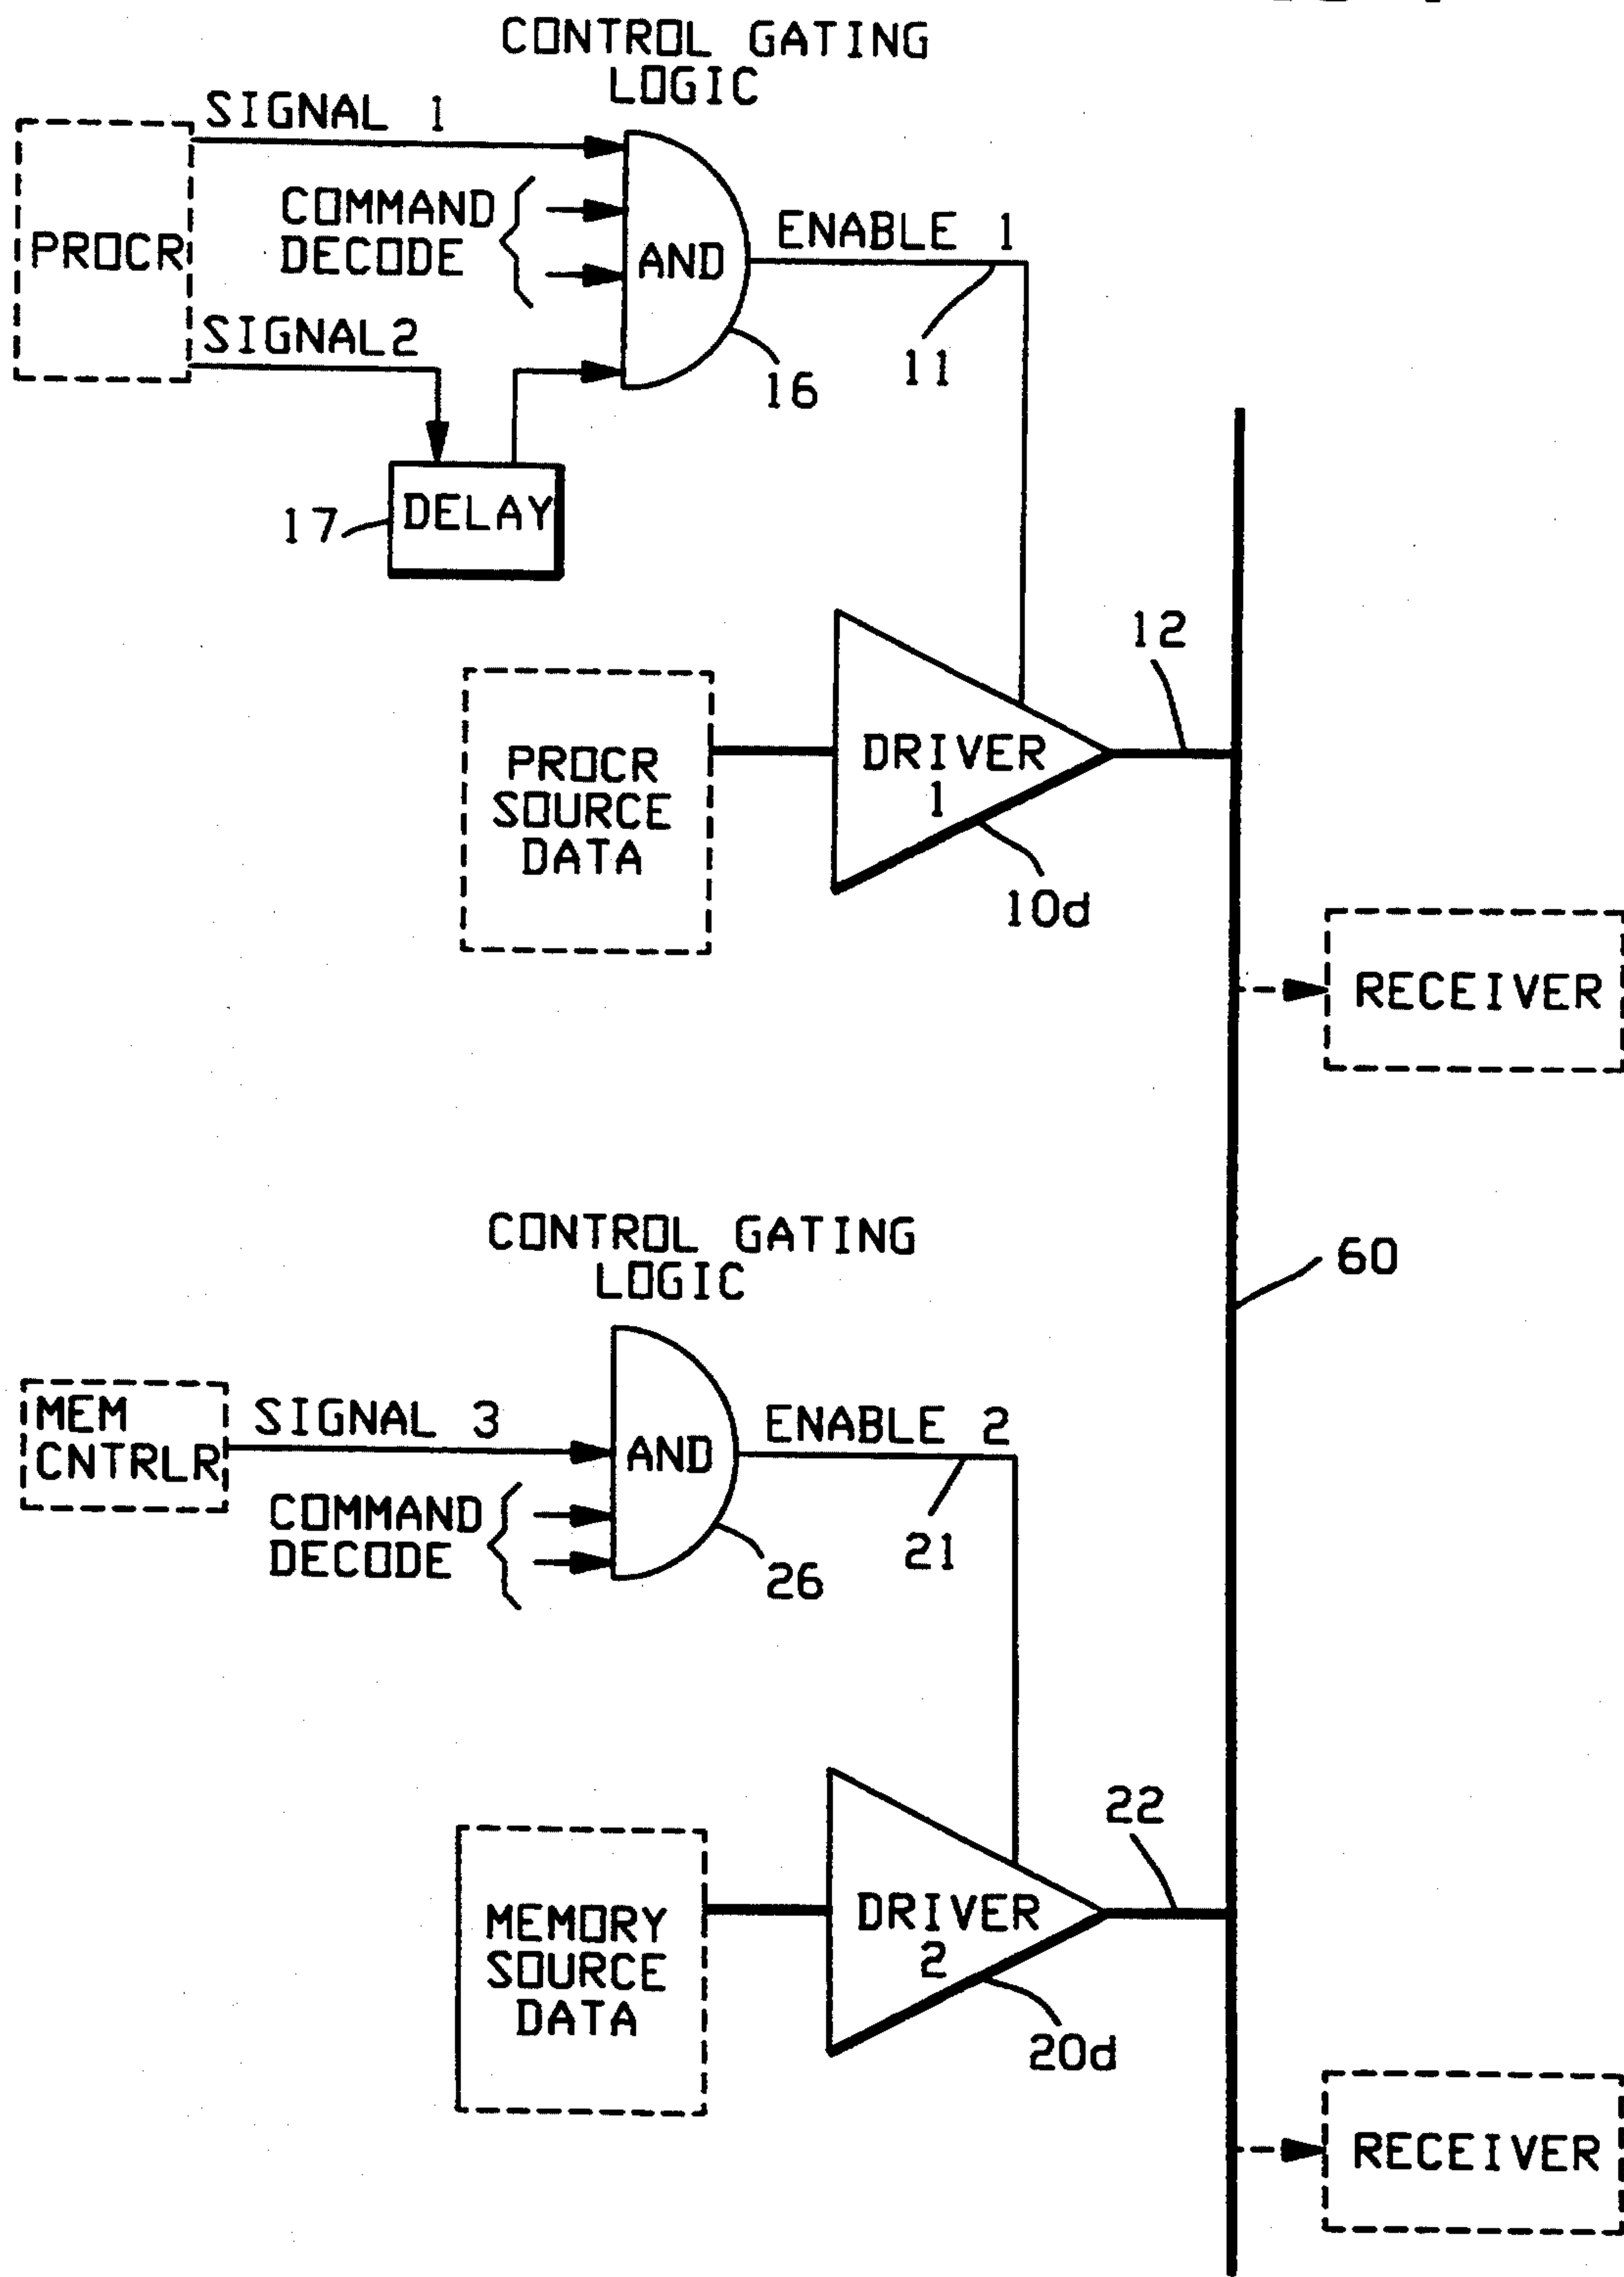 CONTROL GATING
LOGIC
SIGNAL 1
COMMAND
DECODE
PROCR
AND
ENABLE 1
SIGNAL2
11
16
17
DELAY
12
PROCR
SOURCE
DATA
DRIVER
1
10d
RECEIVER
CONTROL GATING
LOGIC
60
MEM
CNTRLR
SIGNAL 3
AND
ENABLE 2
COMMAND
DECODE
21
26
22
MEMORY
SOURCE
DATA
DRIVER
2
20d
RECEIVER